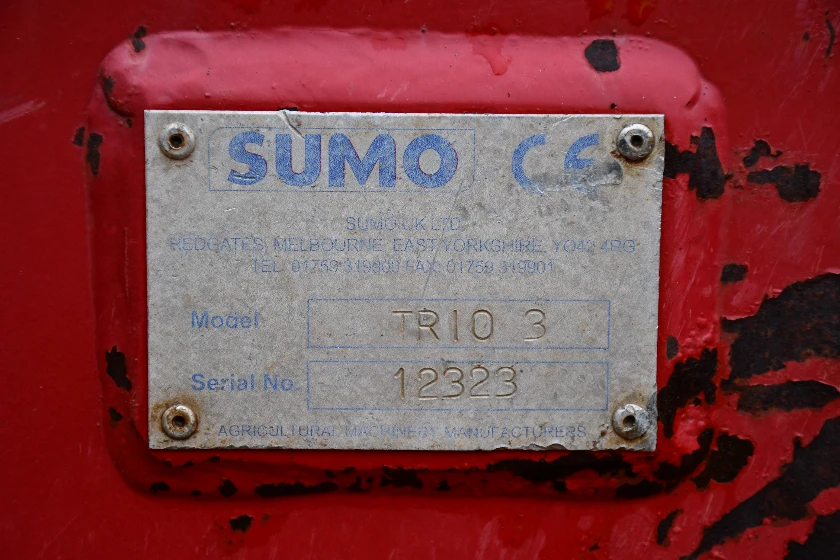 SUMO CE
SUMO UK LTD.
REDGATES, MELBOURNE, EAST YORKSHIRE, YO42 4RG
TEL: 01759 319900 FAX: 01759 319901
Model TRIO 3
Serial No 12323
AGRICULTURAL MACHINERY MANUFACTURERS